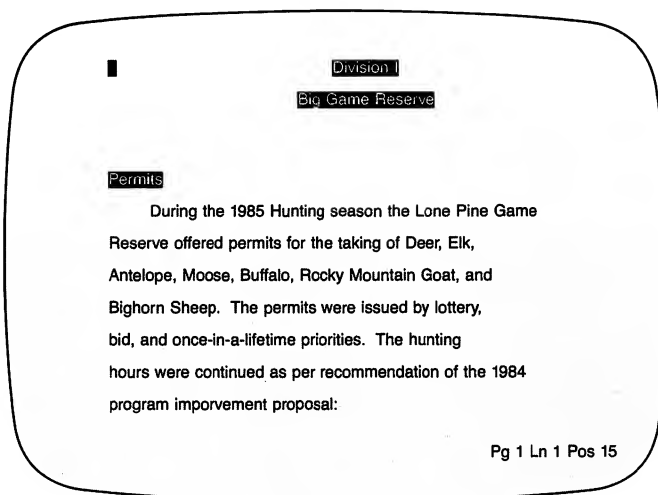 Division I
Big Game Reserve
Permits
During the 1985 Hunting season the Lone Pine Game
Reserve offered permits for the taking of Deer, Elk,
Antelope, Moose, Buffalo, Rocky Mountain Goat, and
Bighorn Sheep. The permits were issued by lottery,
bid, and once-in-a-lifetime priorities. The hunting
hours were continued as per recommendation of the 1984
program imporvement proposal:
Pg 1 Ln 1 Pos 15